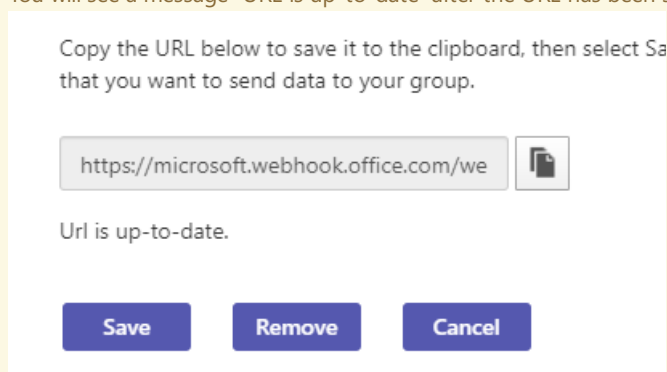 Copy the URL below to save it to the clipboard, then select Sa
that you want to send data to your group.
https://microsoft.webhook.office.com/we
Url is up-to-date.
Save Remove Cancel